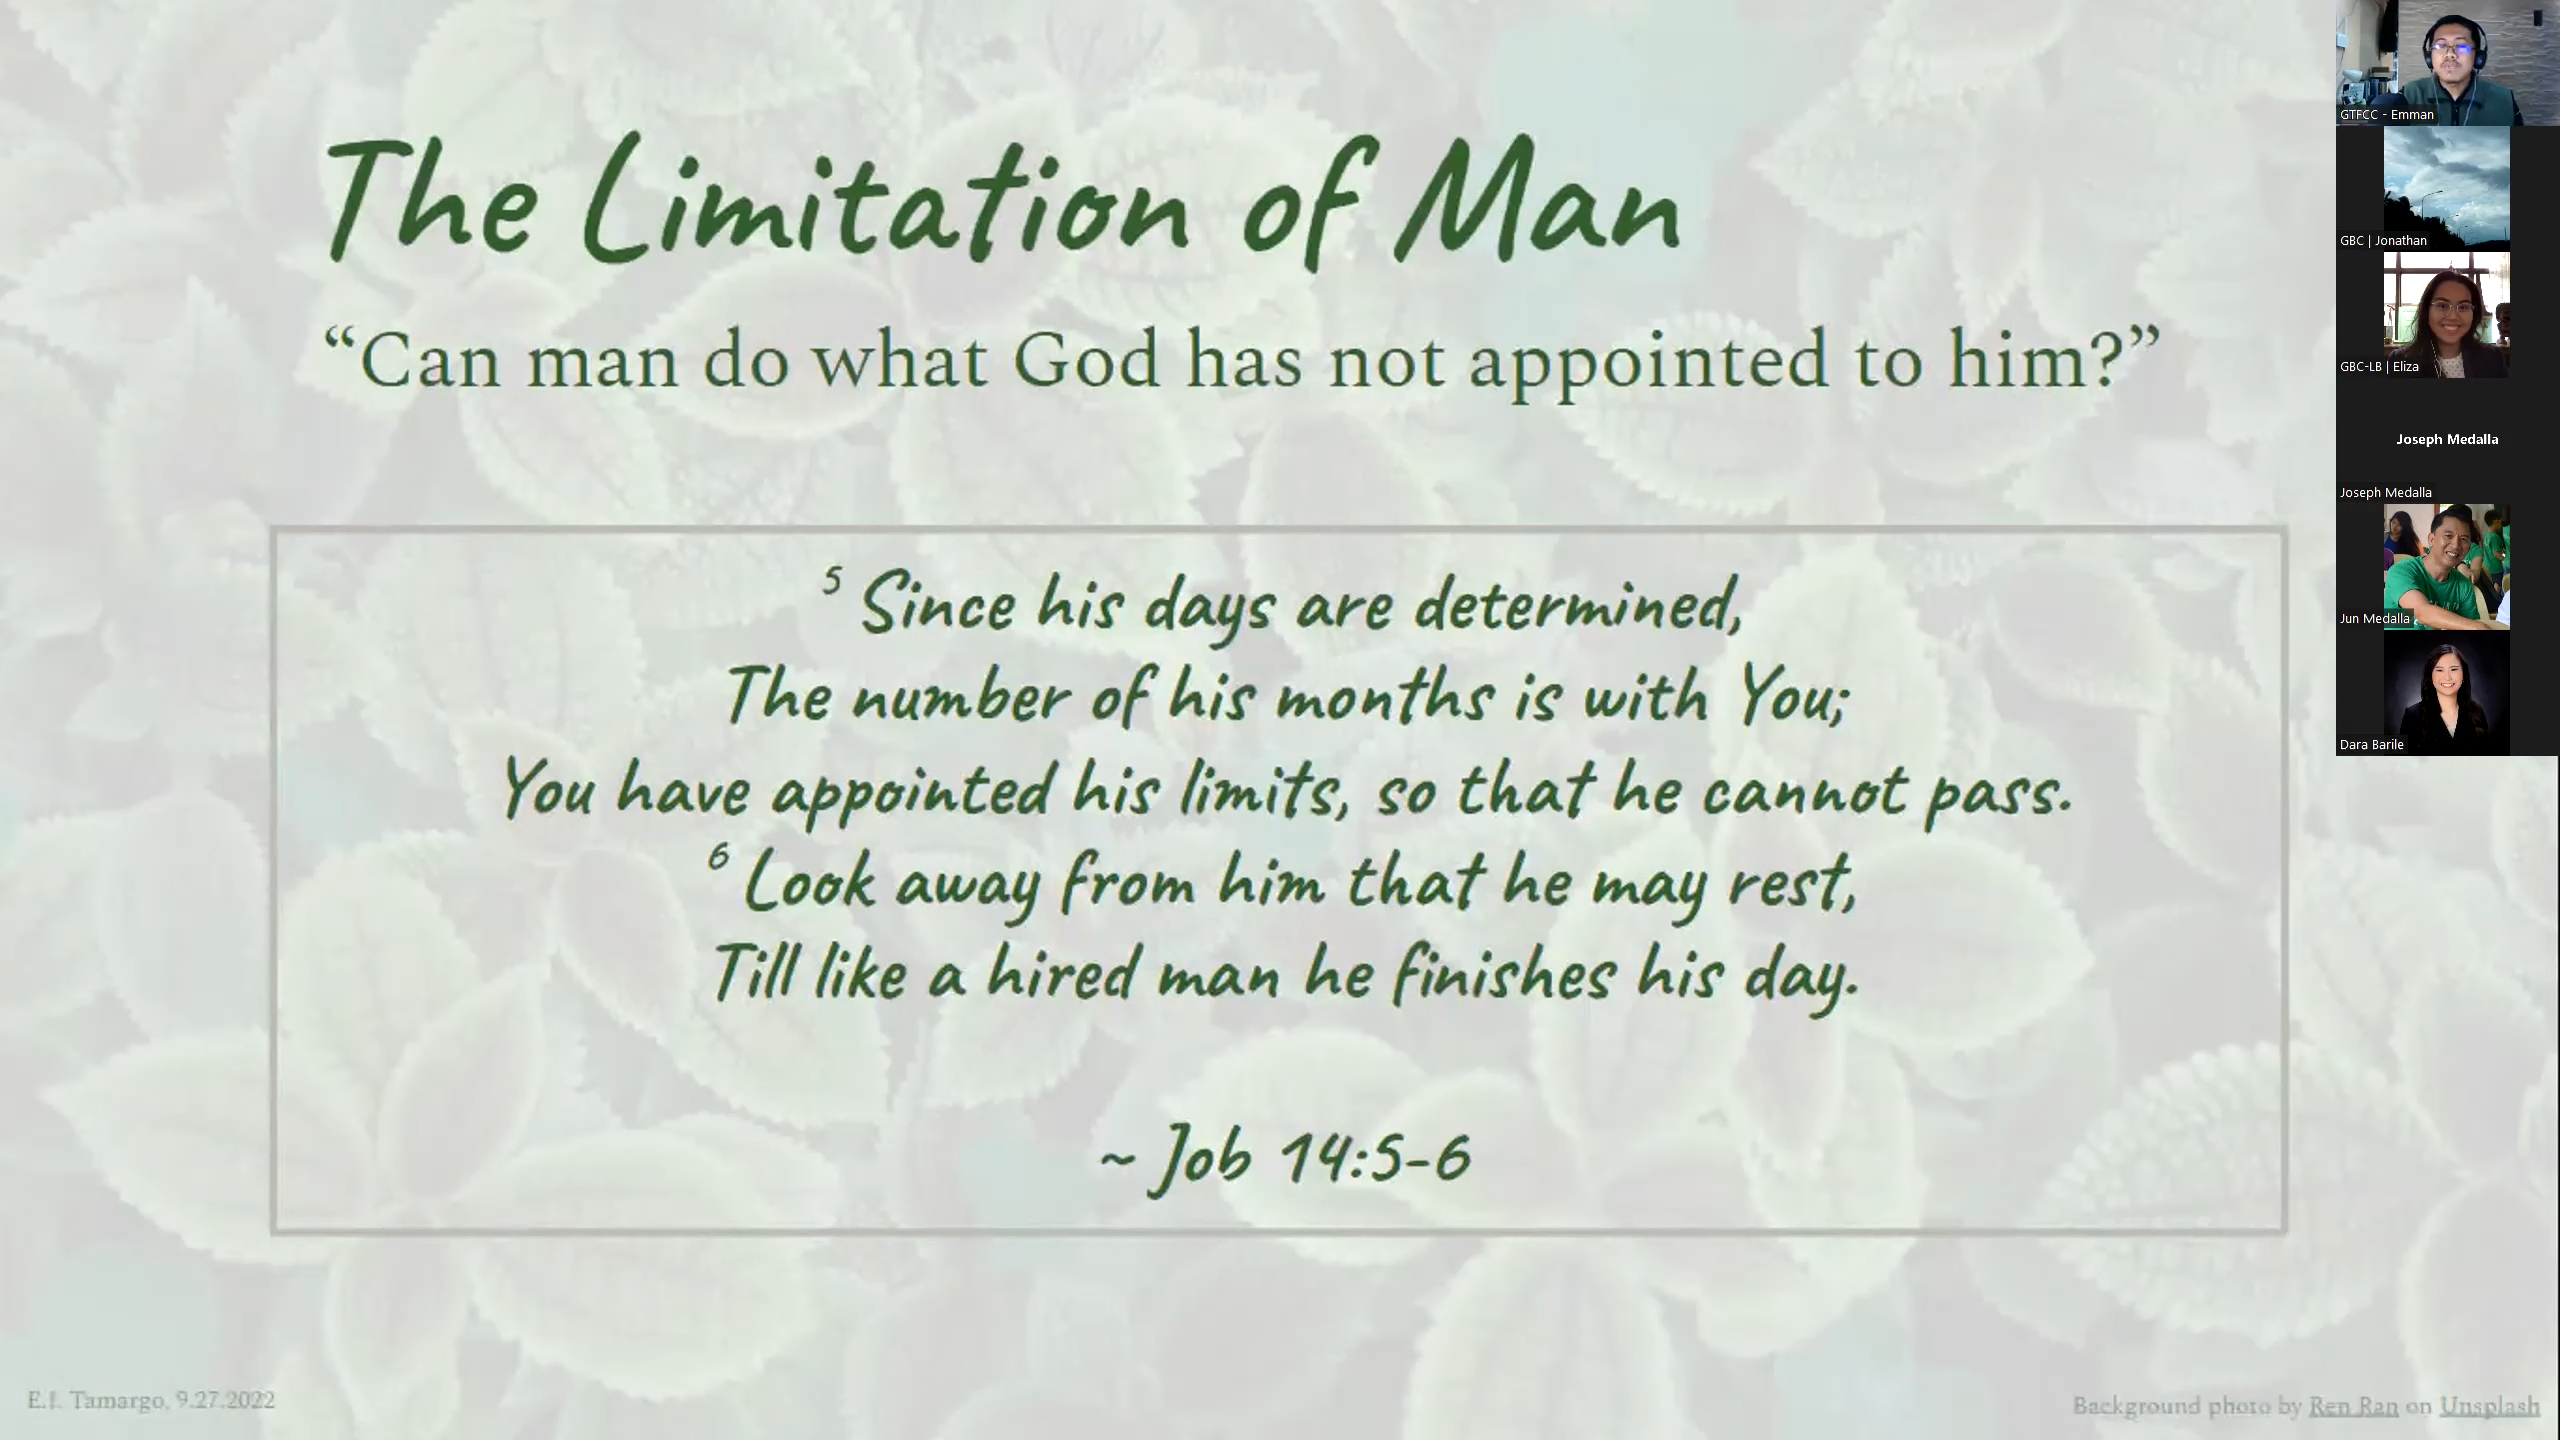 The Limitation of Man
“Can man do what God has not appointed to him?”
5 Since his days are determined,
The number of his months is with You;
You have appointed his limits, so that he cannot pass.
6 Look away from him that he may rest,
Till like a hired man he finishes his day.
~ Job 14:5-6
E.I. Tamargo, 9.27.2022
Background photo by Ren Ran on Unsplash
GTFCC - Emman
GBC | Jonathan
GBC-LB | Eliza
Joseph Medalla
Joseph Medalla
Jun Medalla
Dara Barile